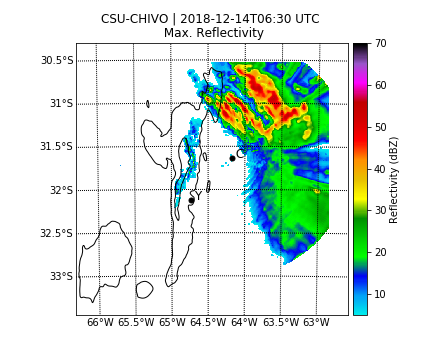 CSU-CHIVO | 2018-12-14T06:30 UTC
Max. Reflectivity
30.5°S
31°S
31.5°S
32°S
32.5°S
33°S
66°W 65.5°W 65°W 64.5°W 64°W 63.5°W 63°W
70
60
50
40
30
20
10
Reflectivity (dBZ)